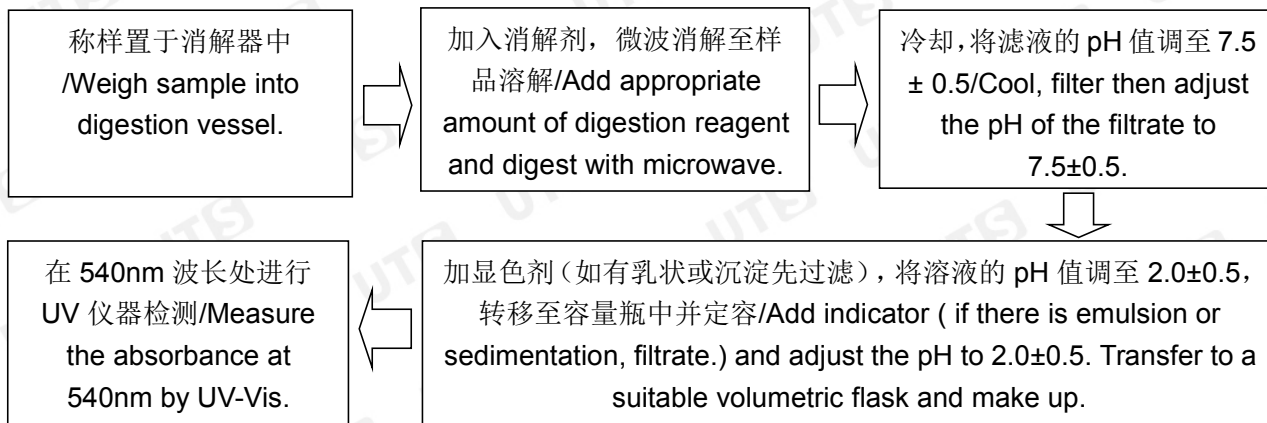 称样置于消解器中
/Weigh sample into
digestion vessel.
加入消解剂，微波消解至样
品溶解/Add appropriate
amount of digestion reagent
and digest with microwave.
冷却，将滤液的 pH 值调至 7.5
± 0.5/Cool, filter then adjust
the pH of the filtrate to
7.5±0.5.
加显色剂（如有乳状或沉淀先过滤），将溶液的 pH 值调至 2.0±0.5，
转移至容量瓶中并定容/Add indicator ( if there is emulsion or
sedimentation, filtrate.) and adjust the pH to 2.0±0.5. Transfer to a
suitable volumetric flask and make up.
在 540nm 波长处进行
UV 仪器检测/Measure
the absorbance at
540nm by UV-Vis.